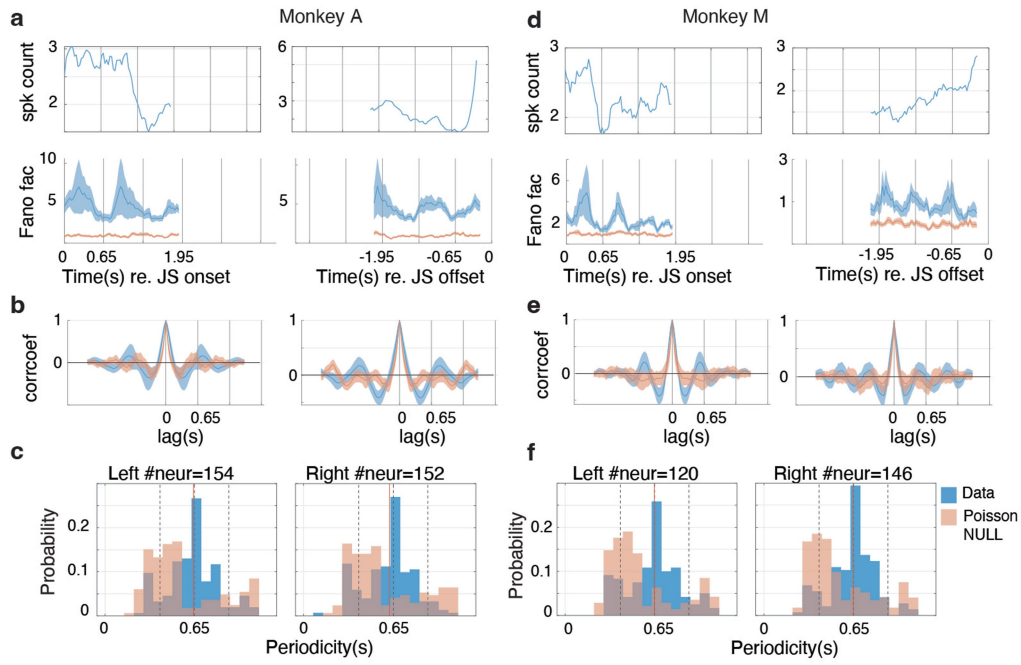 a
Monkey A
spk count
3
2
6
3
Fano fac
10
5
5
0 0.65 1.95
-1.95 -0.65 0
Time(s) re. JS onset
Time(s) re. JS offset
b
corrcoef
1
0
0
0 0.65
0 0.65
lag(s)
lag(s)
c
Left #neur=154
Right #neur=152
Probability
0.2
0.1
0
0 0.65
0 0.65
Periodicity(s)
d
Monkey M
spk count
3
2
3
2
Fano fac
6
2
3
1
0 0.65 1.95
-1.95 -0.65 0
Time(s) re. JS onset
Time(s) re. JS offset
e
corrcoef
1
0
1
0
0 0.65
0 0.65
lag(s)
lag(s)
f
Left #neur=120
Right #neur=146
Probability
0.2
0.1
0
0 0.65
0 0.65
Periodicity(s)
Data
Poisson
NULL